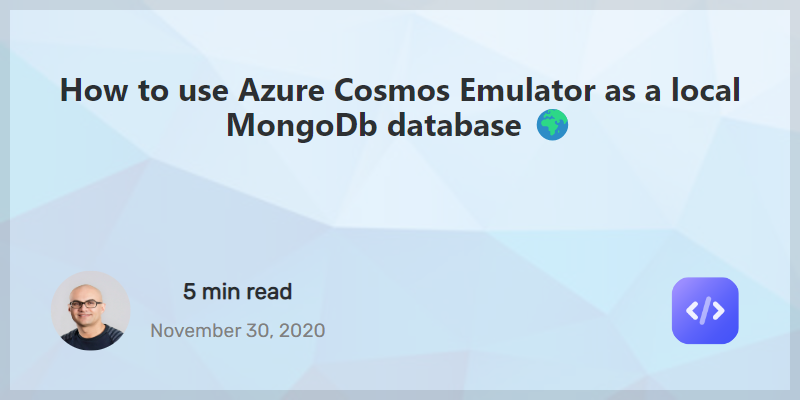 How to use Azure Cosmos Emulator as a local
MongoDb database 🌍
5 min read
November 30, 2020